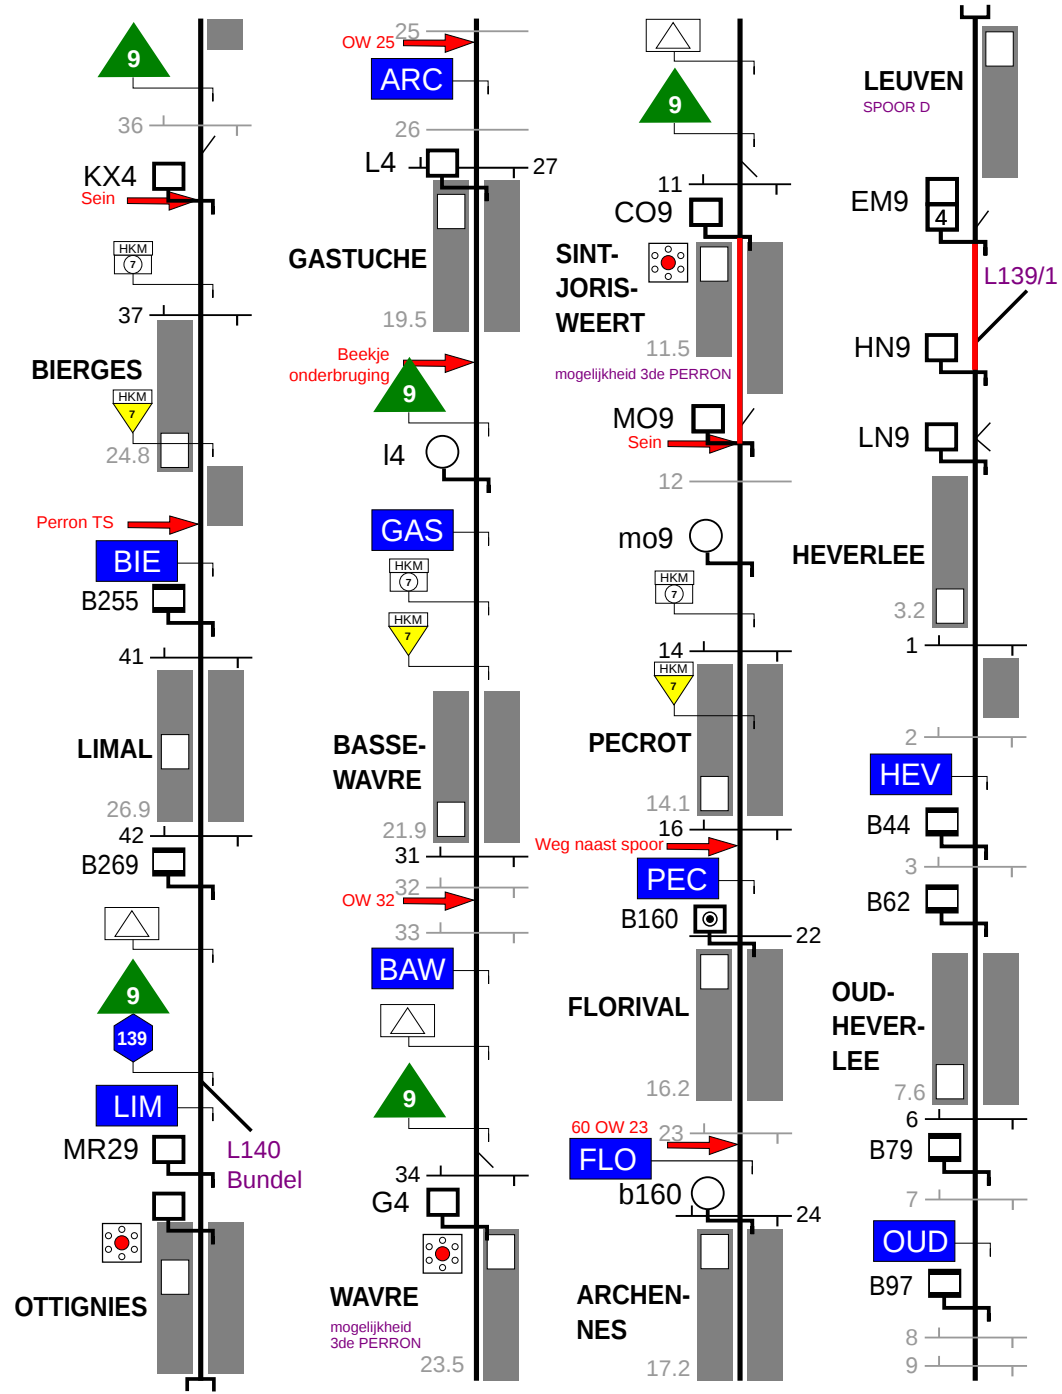 9
36
KX4
Sein
HKM
7
37
BIERGES
HKM
7
24.8
Perron TS
BIE
B255
41
LIMAL
26.9
42
B269
9
139
LIM
MR29
L140
Bundel
OTTIGNIES
25
OW 25
ARC
26
L4
27
GASTUCHE
19.5
Beekje
onderbruging
9
l4
GAS
HKM
7
HKM
7
BASSE-
WAVRE
21.9
31
32
OW 32
33
BAW
9
34
G4
WAVRE
mogelijkheid
3de PERRON
23.5
9
11
CO9
SINT-
JORIS-
WEERT
11.5
mogelijkheid 3de PERRON
MO9
Sein
12
mo9
HKM
7
14
HKM
7
PECROT
14.1
16
Weg naast spoor
PEC
B160
22
FLORIVAL
16.2
60 OW 23
23
FLO
b160
24
ARCHEN-
NES
17.2
LEUVEN
SPOOR D
EM9
4
L139/1
HN9
LN9
HEVERLEE
3.2
1
2
HEV
B44
3
B62
OUD-
HEVER-
LEE
7.6
6
B79
7
OUD
B97
8
9